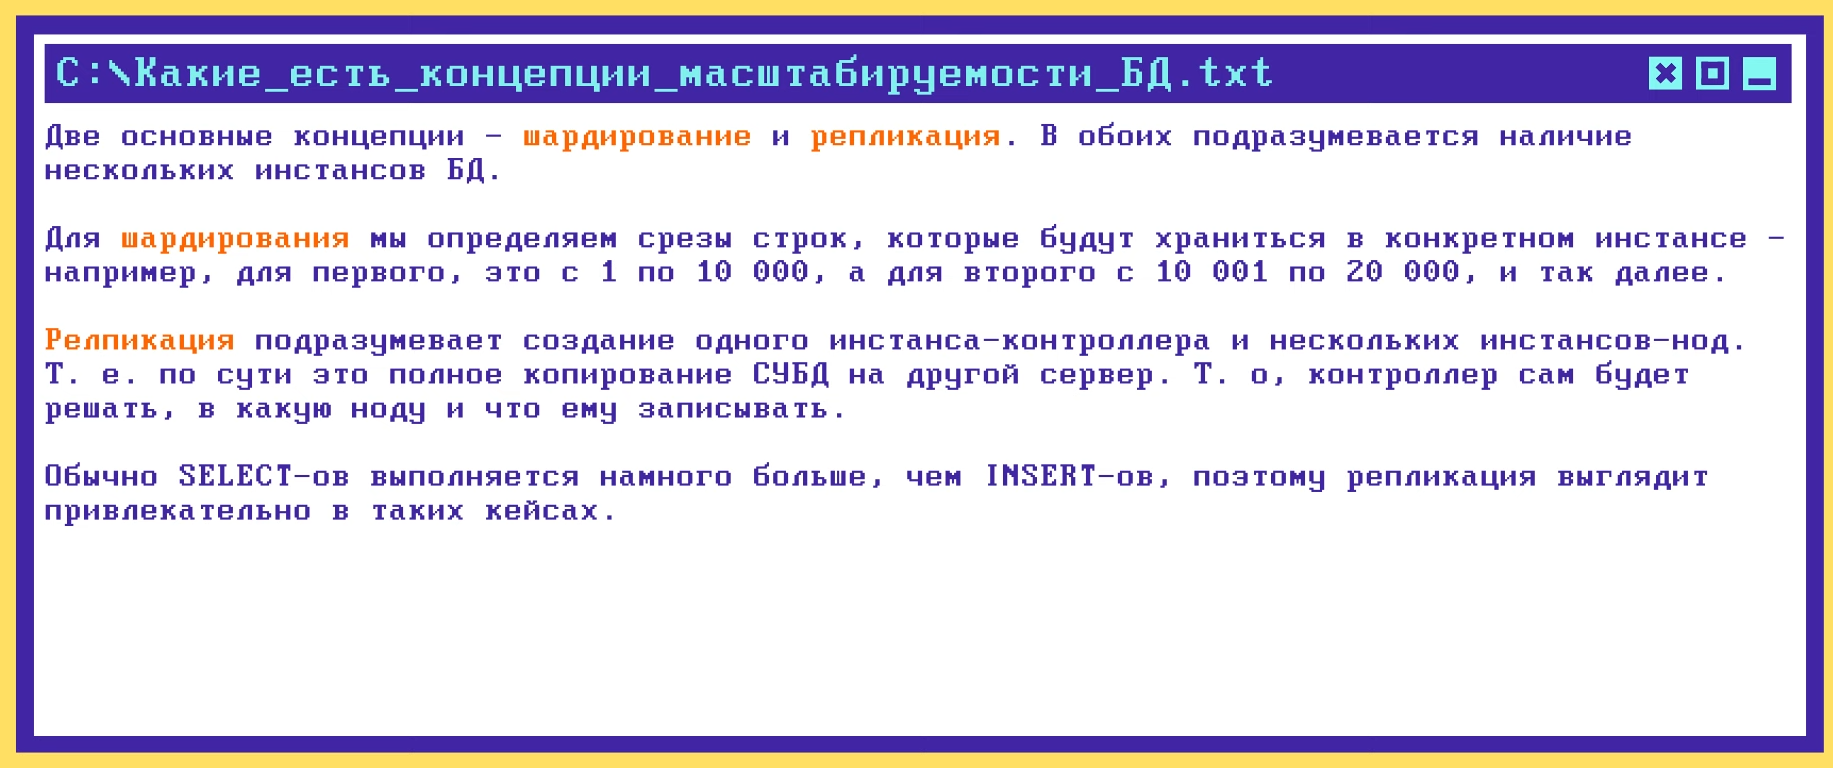 C:\Какие_есть_концепции_масштабируемости_БД.txt
Две основные концепции - шардирование и репликация. В обоих подразумевается наличие
нескольких инстансов БД.
Для шардирования мы определяем срезы строк, которые будут храниться в конкретном инстансе -
например, для первого, это с 1 по 10 000, а для второго с 10 001 по 20 000, и так далее.
Релпикация подразумевает создание одного инстанса-контроллера и нескольких инстансов-нод.
Т. е. по сути это полное копирование СУБД на другой сервер. Т. о, контроллер сам будет
решать, в какую ноду и что ему записывать.
Обычно SELECT-ов выполняется намного больше, чем INSERT-ов, поэтому репликация выглядит
привлекательно в таких кейсах.